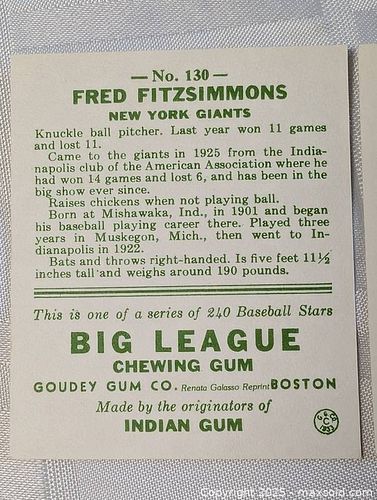 — No. 130 —
FRED FITZSIMMONS
NEW YORK GIANTS
Knuckle ball pitcher. Last year won 11 games
and lost 11.
Came to the giants in 1925 from the India-
napolis club of the American Association where he
had won 14 games and lost 6, and has been in the
big show ever since.
Raises chickens when not playing ball.
Born at Mishawaka, Ind., in 1901 and began
his baseball playing career there. Played three
years in Muskegon, Mich., then went to In-
dianapolis in 1922.
Bats and throws right-handed. Is five feet 11½
inches tall and weighs around 190 pounds.
This is one of a series of 240 Baseball Stars
BIG LEAGUE
CHEWING GUM
GOUDEY GUM CO. Renata Galasso Reprint BOSTON
Made by the originators of
INDIAN GUM
C
1933